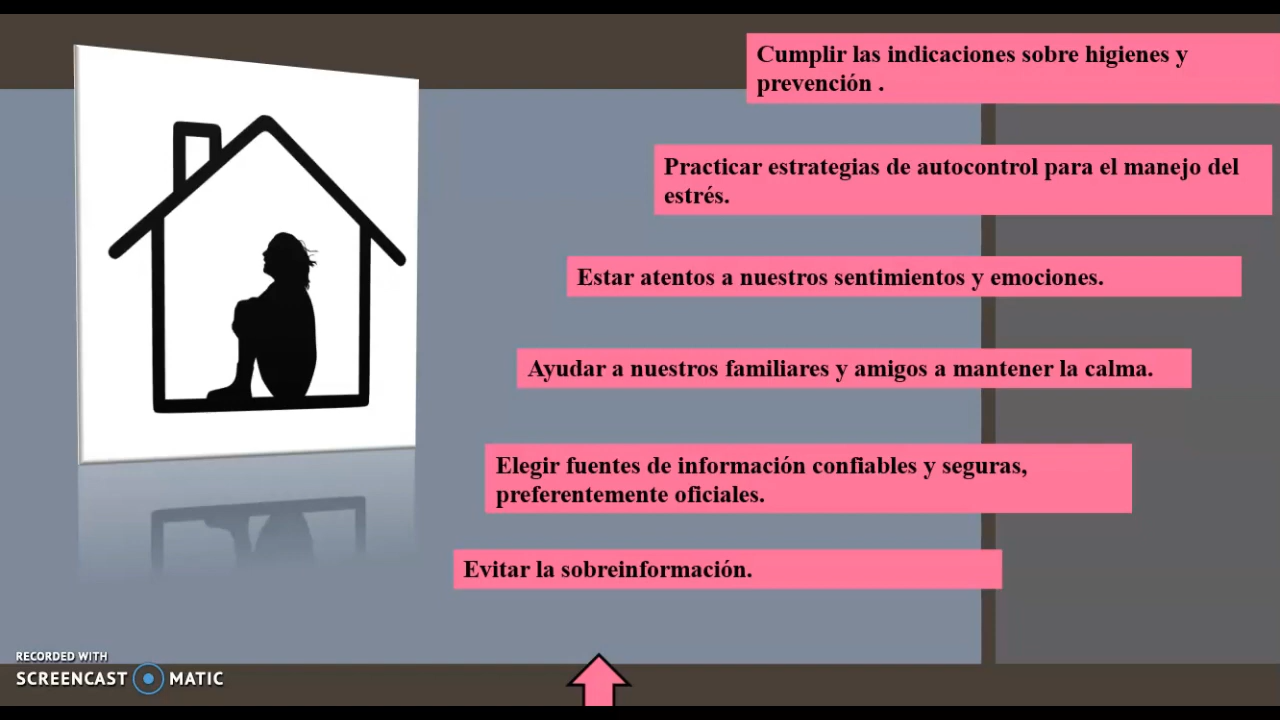 Cumplir las indicaciones sobre higienes y
prevención .
Practicar estrategias de autocontrol para el manejo del
estrés.
Estar atentos a nuestros sentimientos y emociones.
Ayudar a nuestros familiares y amigos a mantener la calma.
Elegir fuentes de información confiables y seguras,
preferentemente oficiales.
Evitar la sobreinformación.
RECORDED WITH
SCREENCAST MATIC